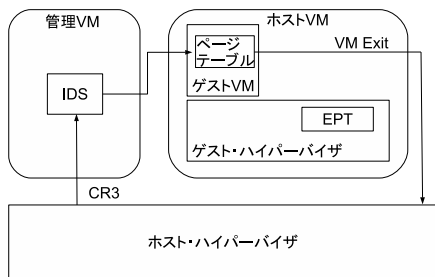 管理VM
ホストVM
ページ
テーブル
VM Exit
IDS
ゲストVM
EPT
ゲスト・ハイパーバイザ
CR3
ホスト・ハイパーバイザ